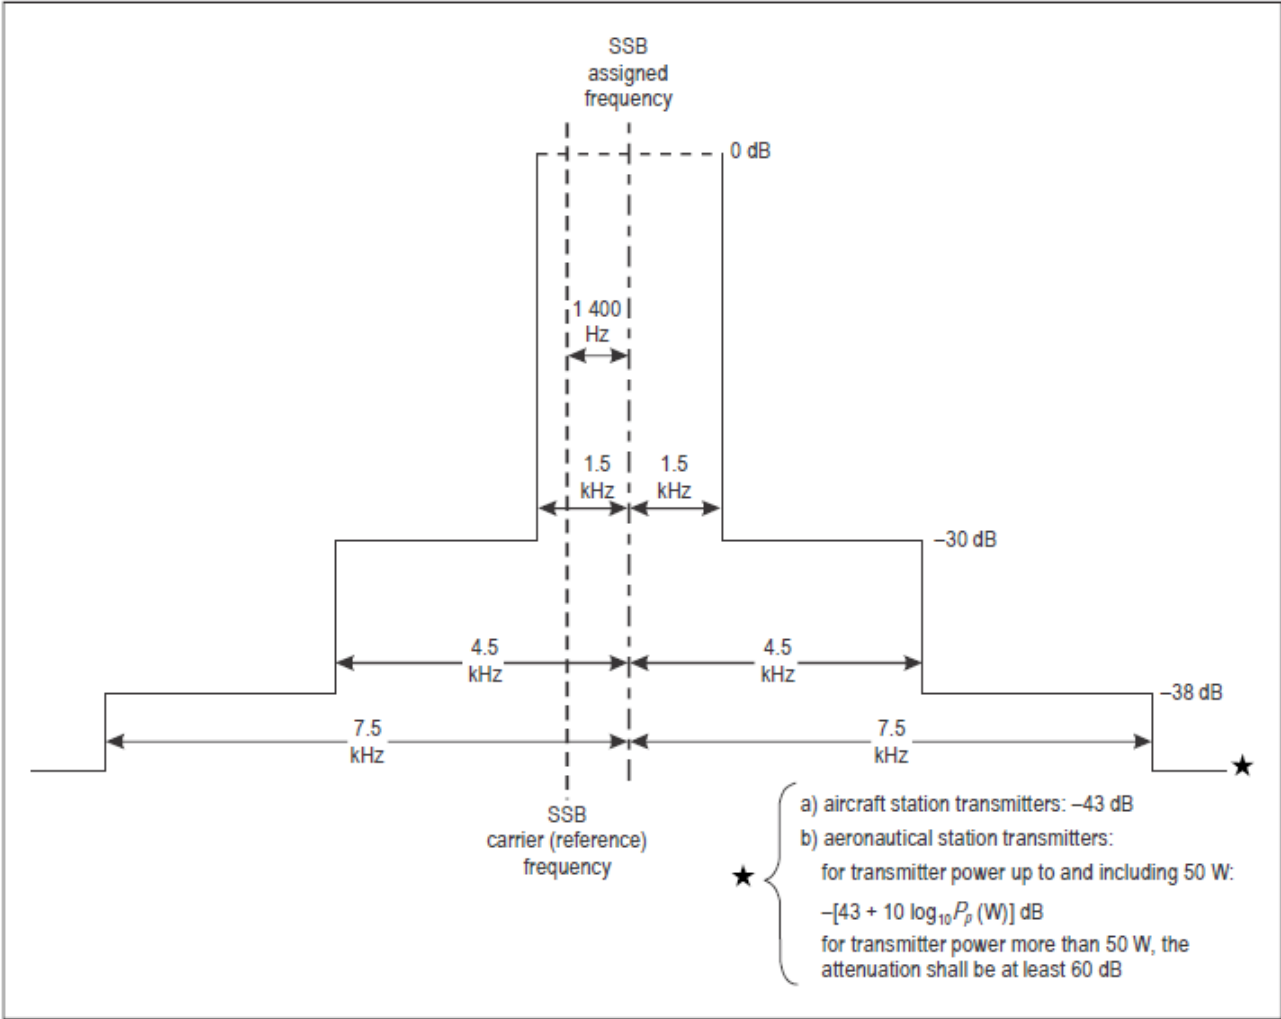 SSB
assigned
frequency
0 dB
1 400
Hz
1.5
kHz
1.5
kHz
–30 dB
4.5
kHz
4.5
kHz
–38 dB
7.5
kHz
7.5
kHz
★
SSB
carrier (reference)
frequency
★
a) aircraft station transmitters: –43 dB
b) aeronautical station transmitters:
for transmitter power up to and including 50 W:
–[43 + 10 log₁₀Pₚ (W)] dB
for transmitter power more than 50 W, the
attenuation shall be at least 60 dB